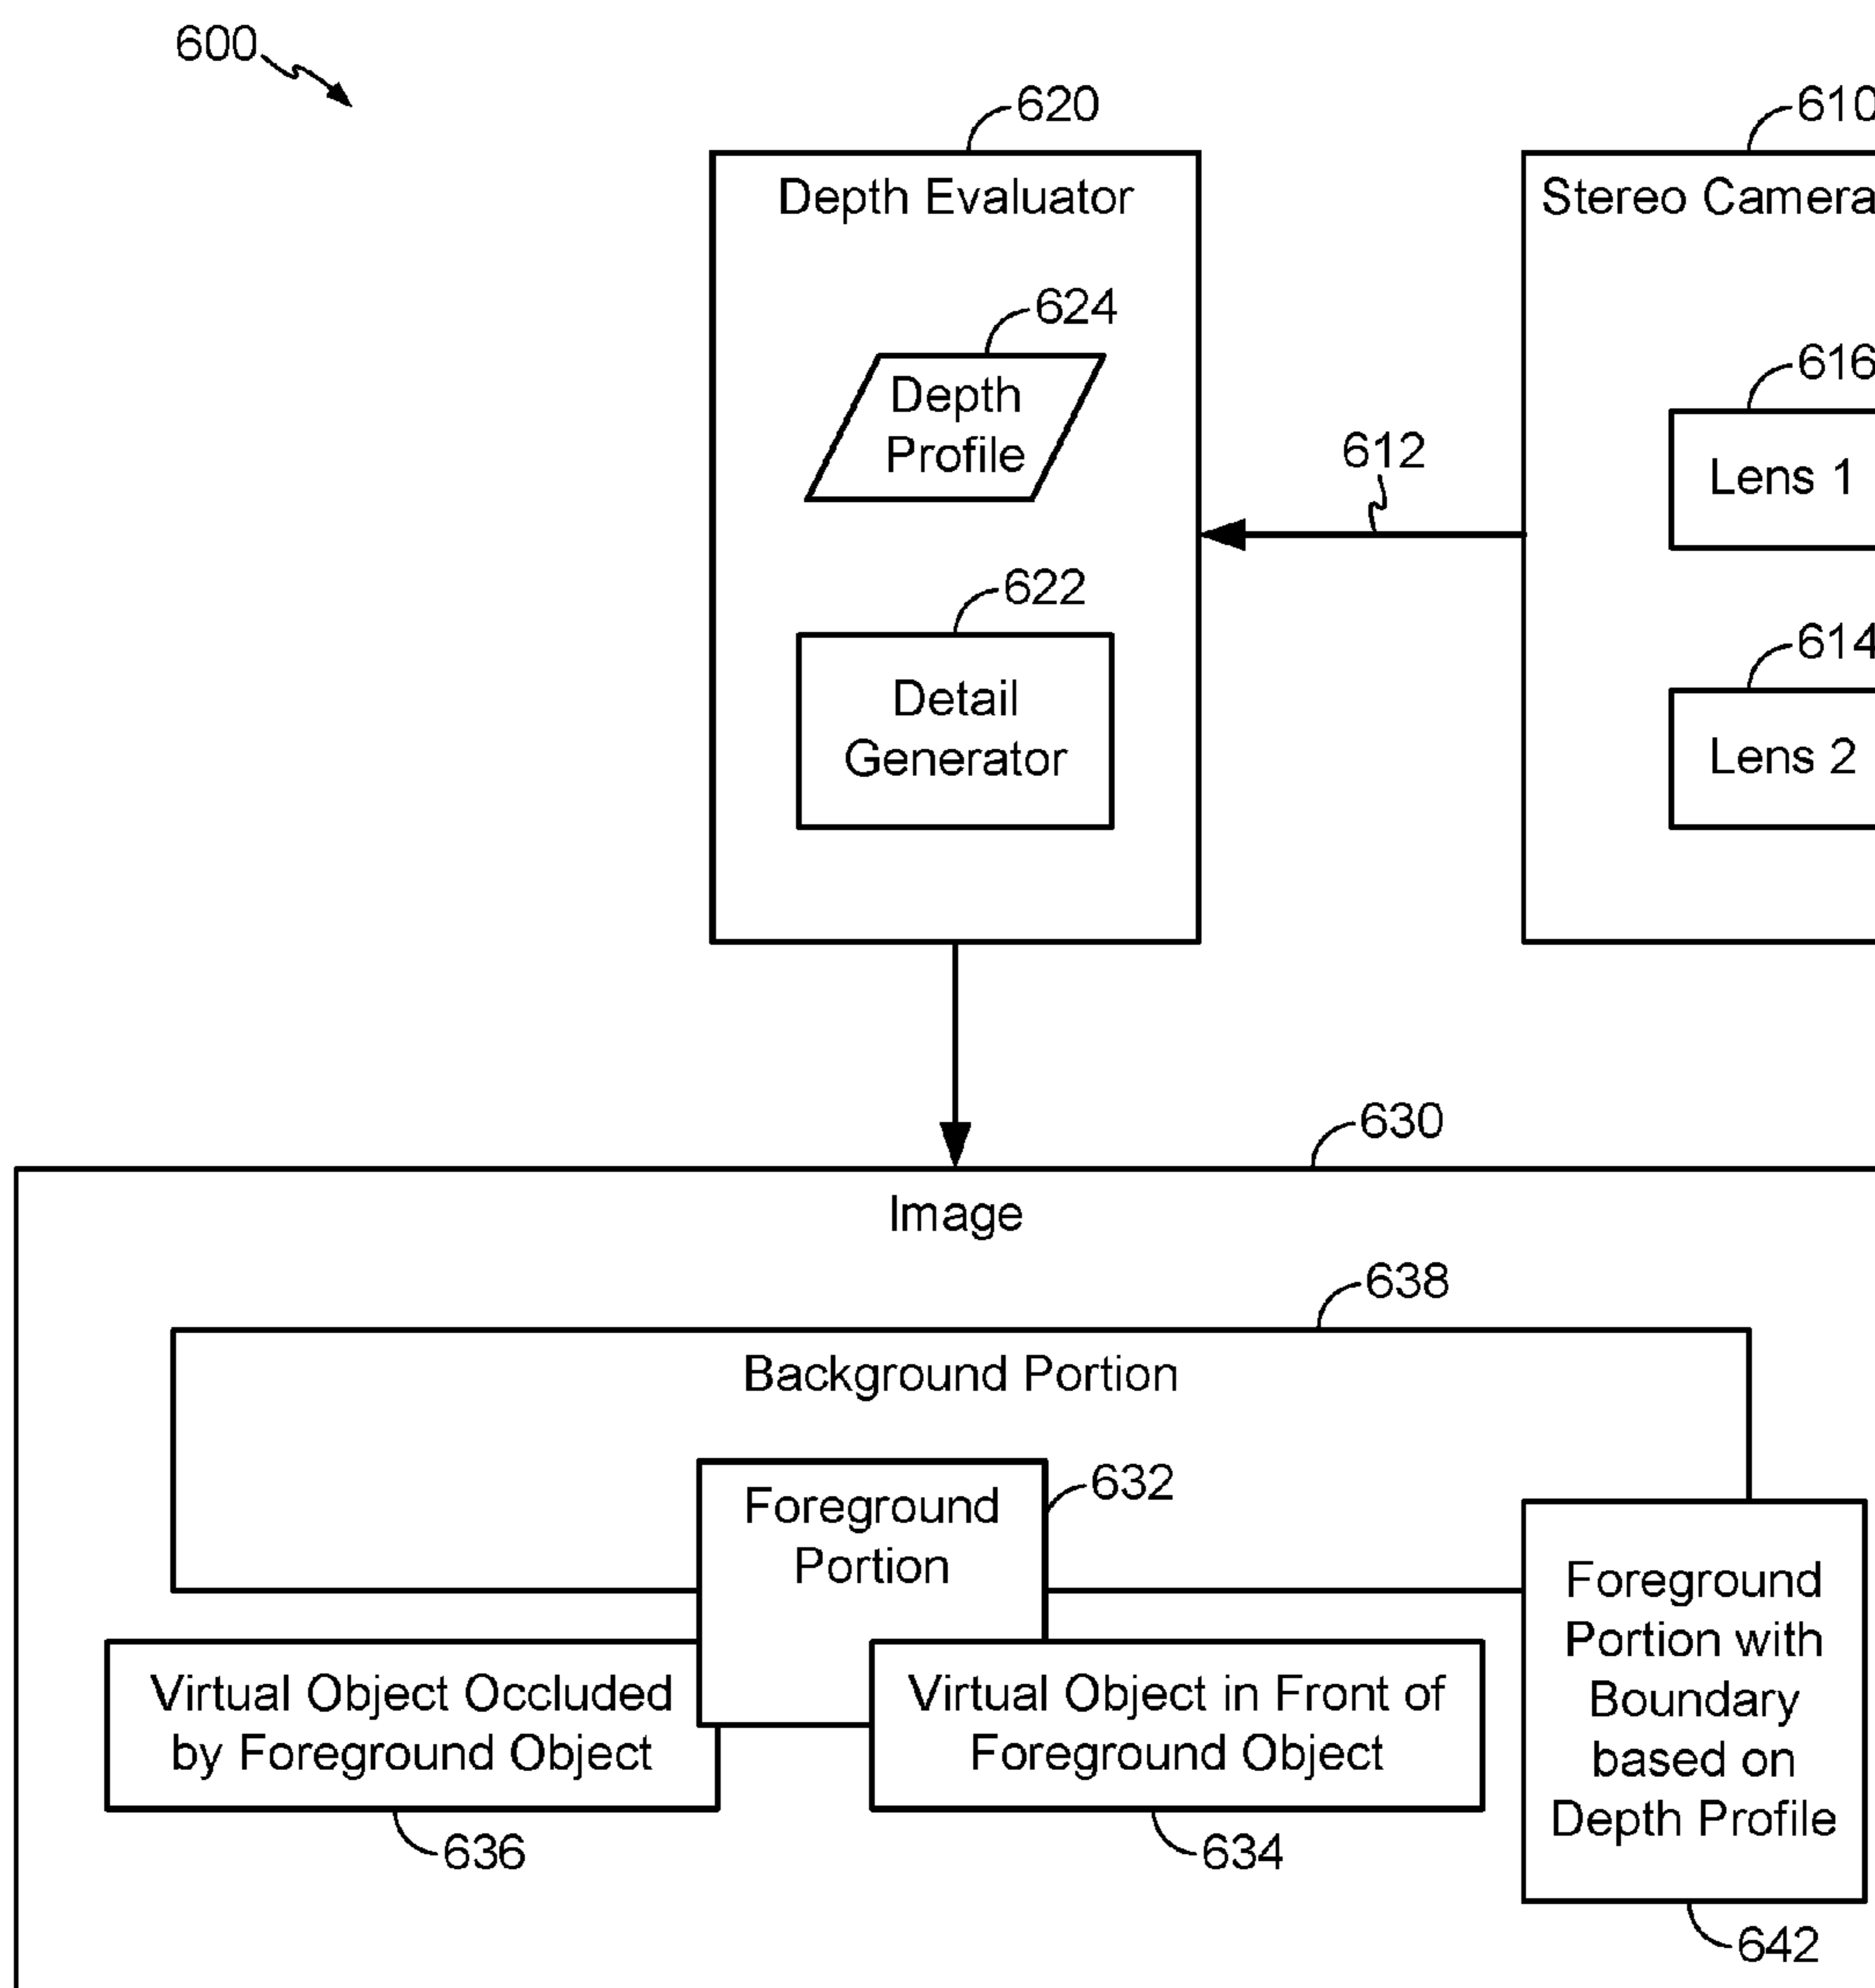 600
620
610
Depth Evaluator
Stereo Camera
624
Depth
Profile
616
Lens 1
612
622
Detail
Generator
614
Lens 2
630
Image
638
Background Portion
632
Foreground
Portion
Foreground
Portion with
Boundary
based on
Depth Profile
Virtual Object Occluded
by Foreground Object
Virtual Object in Front of
Foreground Object
636
634
642